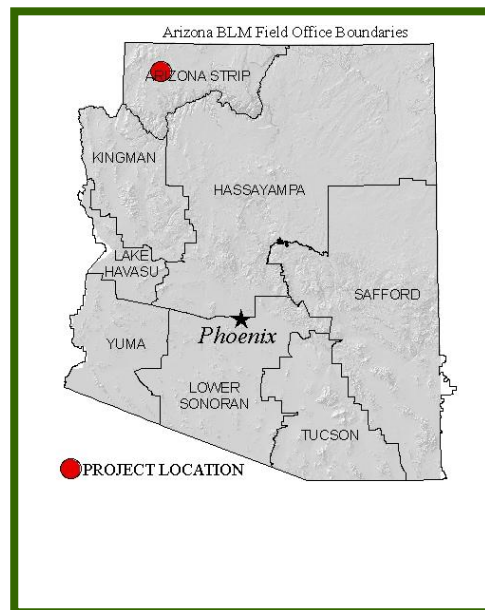 Arizona BLM Field Office Boundaries
ARIZONA STRIP
KINGMAN
HASSAYAMPA
LAKE
HAVASU
SAFFORD
Phoenix
YUMA
LOWER
SONORAN
TUCSON
PROJECT LOCATION